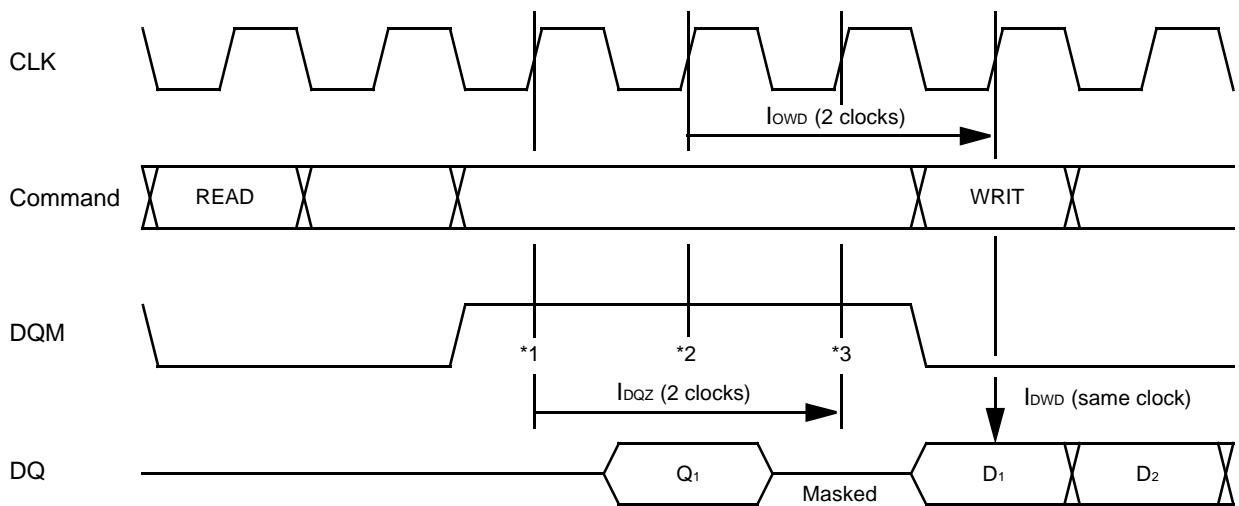 CLK
IOWD (2 clocks)
Command READ WRIT
DQM
*1 *2 *3
IDQZ (2 clocks) IDWD (same clock)
DQ Q1 Masked D1 D2